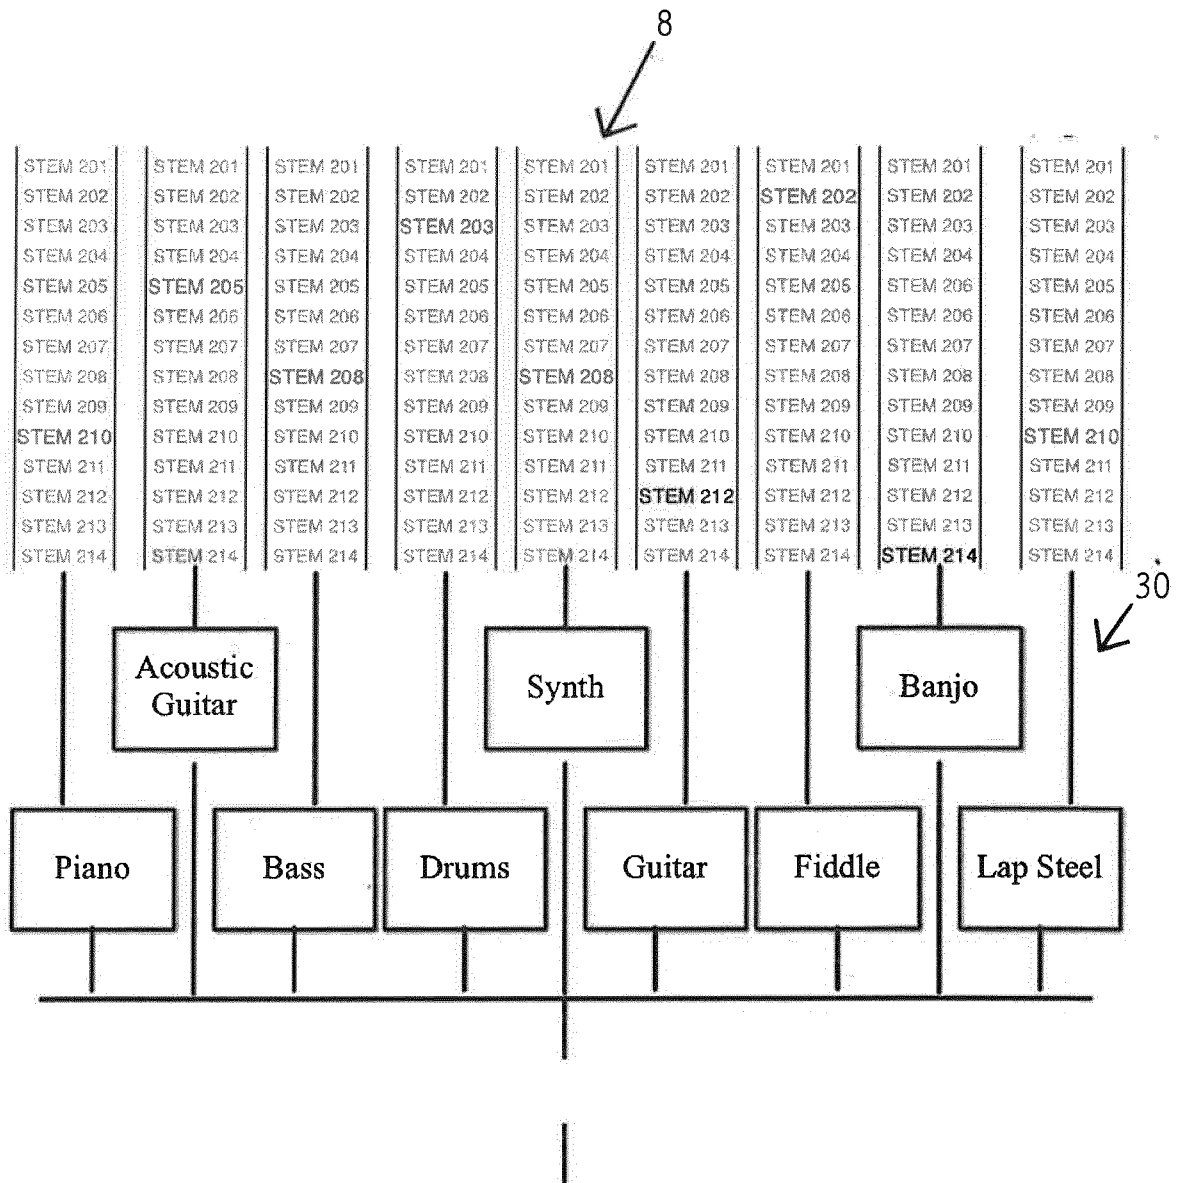 8
STEM 201 STEM 201 STEM 201 STEM 201 STEM 201 STEM 201 STEM 201 STEM 201 STEM 201
STEM 202 STEM 202 STEM 202 STEM 202 STEM 202 STEM 202 STEM 202 STEM 202 STEM 202
STEM 203 STEM 203 STEM 203 STEM 203 STEM 203 STEM 203 STEM 203 STEM 203 STEM 203
STEM 204 STEM 204 STEM 204 STEM 204 STEM 204 STEM 204 STEM 204 STEM 204 STEM 204
STEM 205 STEM 205 STEM 205 STEM 205 STEM 205 STEM 205 STEM 205 STEM 206 STEM 205
STEM 206 STEM 206 STEM 206 STEM 206 STEM 206 STEM 206 STEM 206 STEM 206 STEM 206
STEM 207 STEM 207 STEM 207 STEM 207 STEM 207 STEM 207 STEM 207 STEM 207 STEM 207
STEM 208 STEM 208 STEM 208 STEM 208 STEM 208 STEM 208 STEM 208 STEM 208 STEM 208
STEM 209 STEM 209 STEM 209 STEM 209 STEM 209 STEM 209 STEM 209 STEM 209 STEM 209
STEM 210 STEM 210 STEM 210 STEM 210 STEM 210 STEM 210 STEM 210 STEM 210 STEM 210
STEM 211 STEM 211 STEM 211 STEM 211 STEM 211 STEM 211 STEM 211 STEM 211 STEM 211
STEM 212 STEM 212 STEM 212 STEM 212 STEM 212 STEM 212 STEM 212 STEM 212 STEM 212
STEM 213 STEM 213 STEM 213 STEM 213 STEM 213 STEM 213 STEM 213 STEM 213 STEM 213
STEM 214 STEM 214 STEM 214 STEM 214 STEM 214 STEM 214 STEM 214 STEM 214 STEM 214
30
Acoustic
Guitar
Synth
Banjo
Piano
Bass
Drums
Guitar
Fiddle
Lap Steel